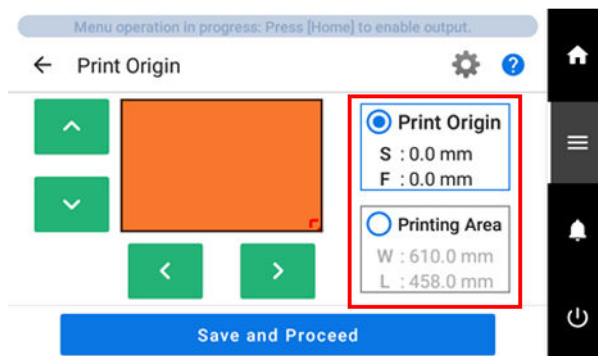 Menu operation in progress: Press [Home] to enable output.
Print Origin
?
Print Origin
S : 0.0 mm
F : 0.0 mm
Printing Area
W : 610.0 mm
L : 458.0 mm
Save and Proceed